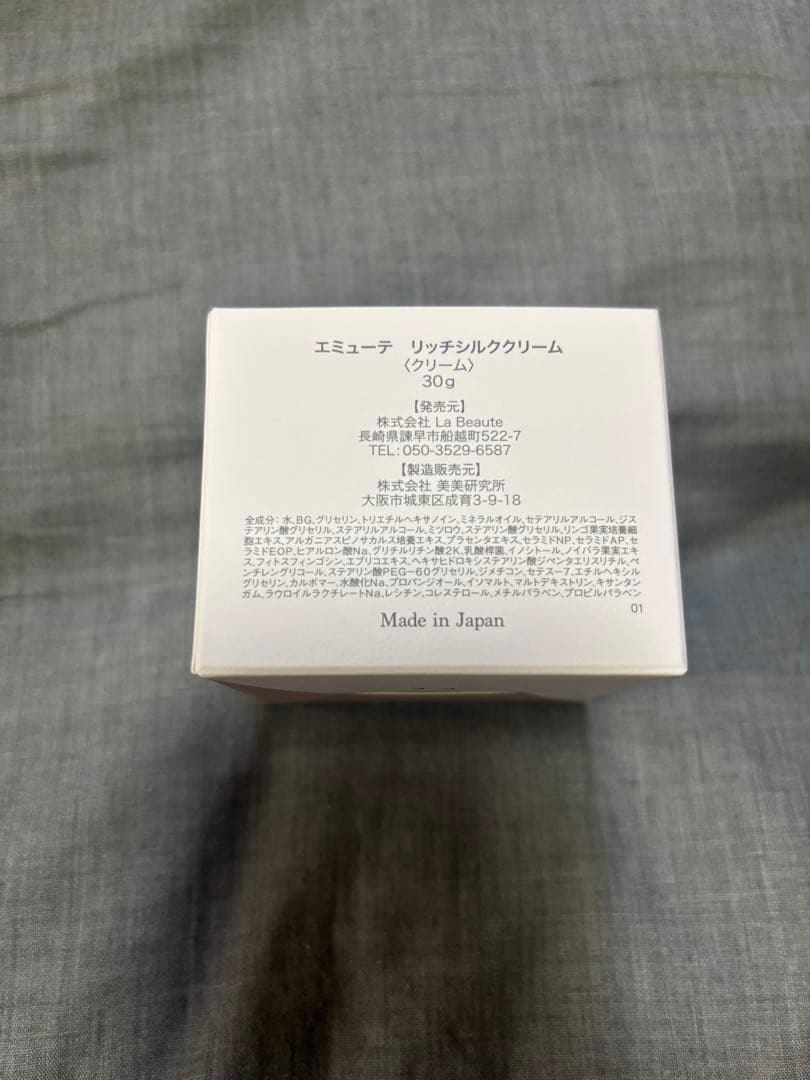 エミューテ　リッチシルククリーム
〈クリーム〉
30g
【発売元】
株式会社 La Beaute
長崎県諫早市船越町522-7
TEL:050-3529-6587
【製造販売元】
株式会社 美美研究所
大阪市城東区成育3-9-18
全成分:水､BG､グリセリン､トリエチルヘキサノイン､ミネラルオイル､セテアリルアルコール､ジス
テアリン酸グリセリル､ステアリルアルコール､ミツロウ､ステアリン酸グリセリル､リンゴ果実培養細
胞エキス､アルガニアスピノサカルス培養エキス､プラセンタエキス､セラミドNP､セラミドAP､セ
ラミドEOP､ヒアルロン酸Na､グリチルリチン酸2K､乳酸桿菌､イノシトール､ノイバラ果実エキ
ス､フィトスフィンゴシン､エブリコエキス､ヘキサヒドロキシステアリン酸ジペンタエリスリチル､ペ
ンチレングリコール､ステアリン酸PEG-60グリセリル､ジメチコン､セテス-7､エチルヘキシル
グリセリン､カルボマー､水酸化Na､プロパンジオール､イソマルト､マルトデキストリン､キサンタン
ガム､ラウロイルラクチレートNa､レシチン､コレステロール､メチルパラベン､プロピルパラベン
01
Made in Japan